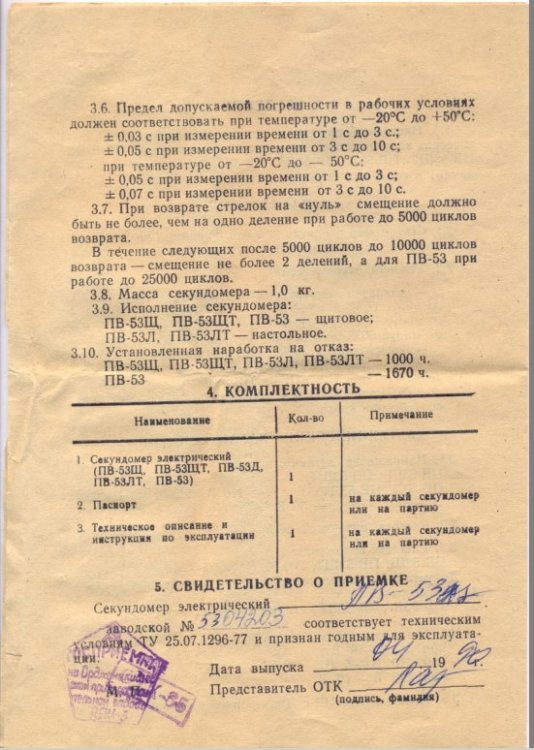 3.6. Предел допускаемой погрешности в рабочих условиях
должен соответствовать при температуре от —20°С до +50°С:
± 0,03 с при измерении времени от 1 с до 3 с.;
± 0,05 с при измерении времени от 3 с до 10 с;
при температуре от —20°С до — 50°С:
± 0,05 с при измерении времени от 1 с до 3 с;
± 0,07 с при измерении времени от 3 с до 10 с.
3.7. При возврате стрелок на «нуль» смещение должно
быть не более, чем на одно деление при работе до 5000 циклов
возврата.
В течение следующих после 5000 циклов до 10000 циклов
возврата — смещение не более 2 делений, а для ПВ-53 при
работе до 25000 циклов.
3.8. Масса секундомера — 1,0 кг.
3.9. Исполнение секундомера:
ПВ-53Щ, ПВ-53ЩТ, ПВ-53 — щитовое;
ПВ-53Л, ПВ-53ЛТ — настольное.
3.10. Установленная наработка на отказ:
ПВ-53Щ, ПВ-53ЩТ, ПВ-53Л, ПВ-53ЛТ — 1000 ч.
ПВ-53 — 1670 ч.
4. КОМПЛЕКТНОСТЬ
Наименование Кол-во Примечание
1. Секундомер электрический
(ПВ-53Щ, ПВ-53ЩТ, ПВ-53Л,
ПВ-53ЛТ, ПВ-53) 1
2. Паспорт 1 на каждый секундомер
или на партию
3. Техническое описание и
инструкция по эксплуатации 1 на каждый секундомер
или на партию
5. СВИДЕТЕЛЬСТВО О ПРИЕМКЕ
Секундомер электрический ПВ-53
заводской № 5304203 соответствует техническим
условиям ТУ 25.07.1296-77 и признан годным для эксплуата-
ции:
Дата выпуска 04 1990г.
М. П. Представитель ОТК
(подпись, фамилия)